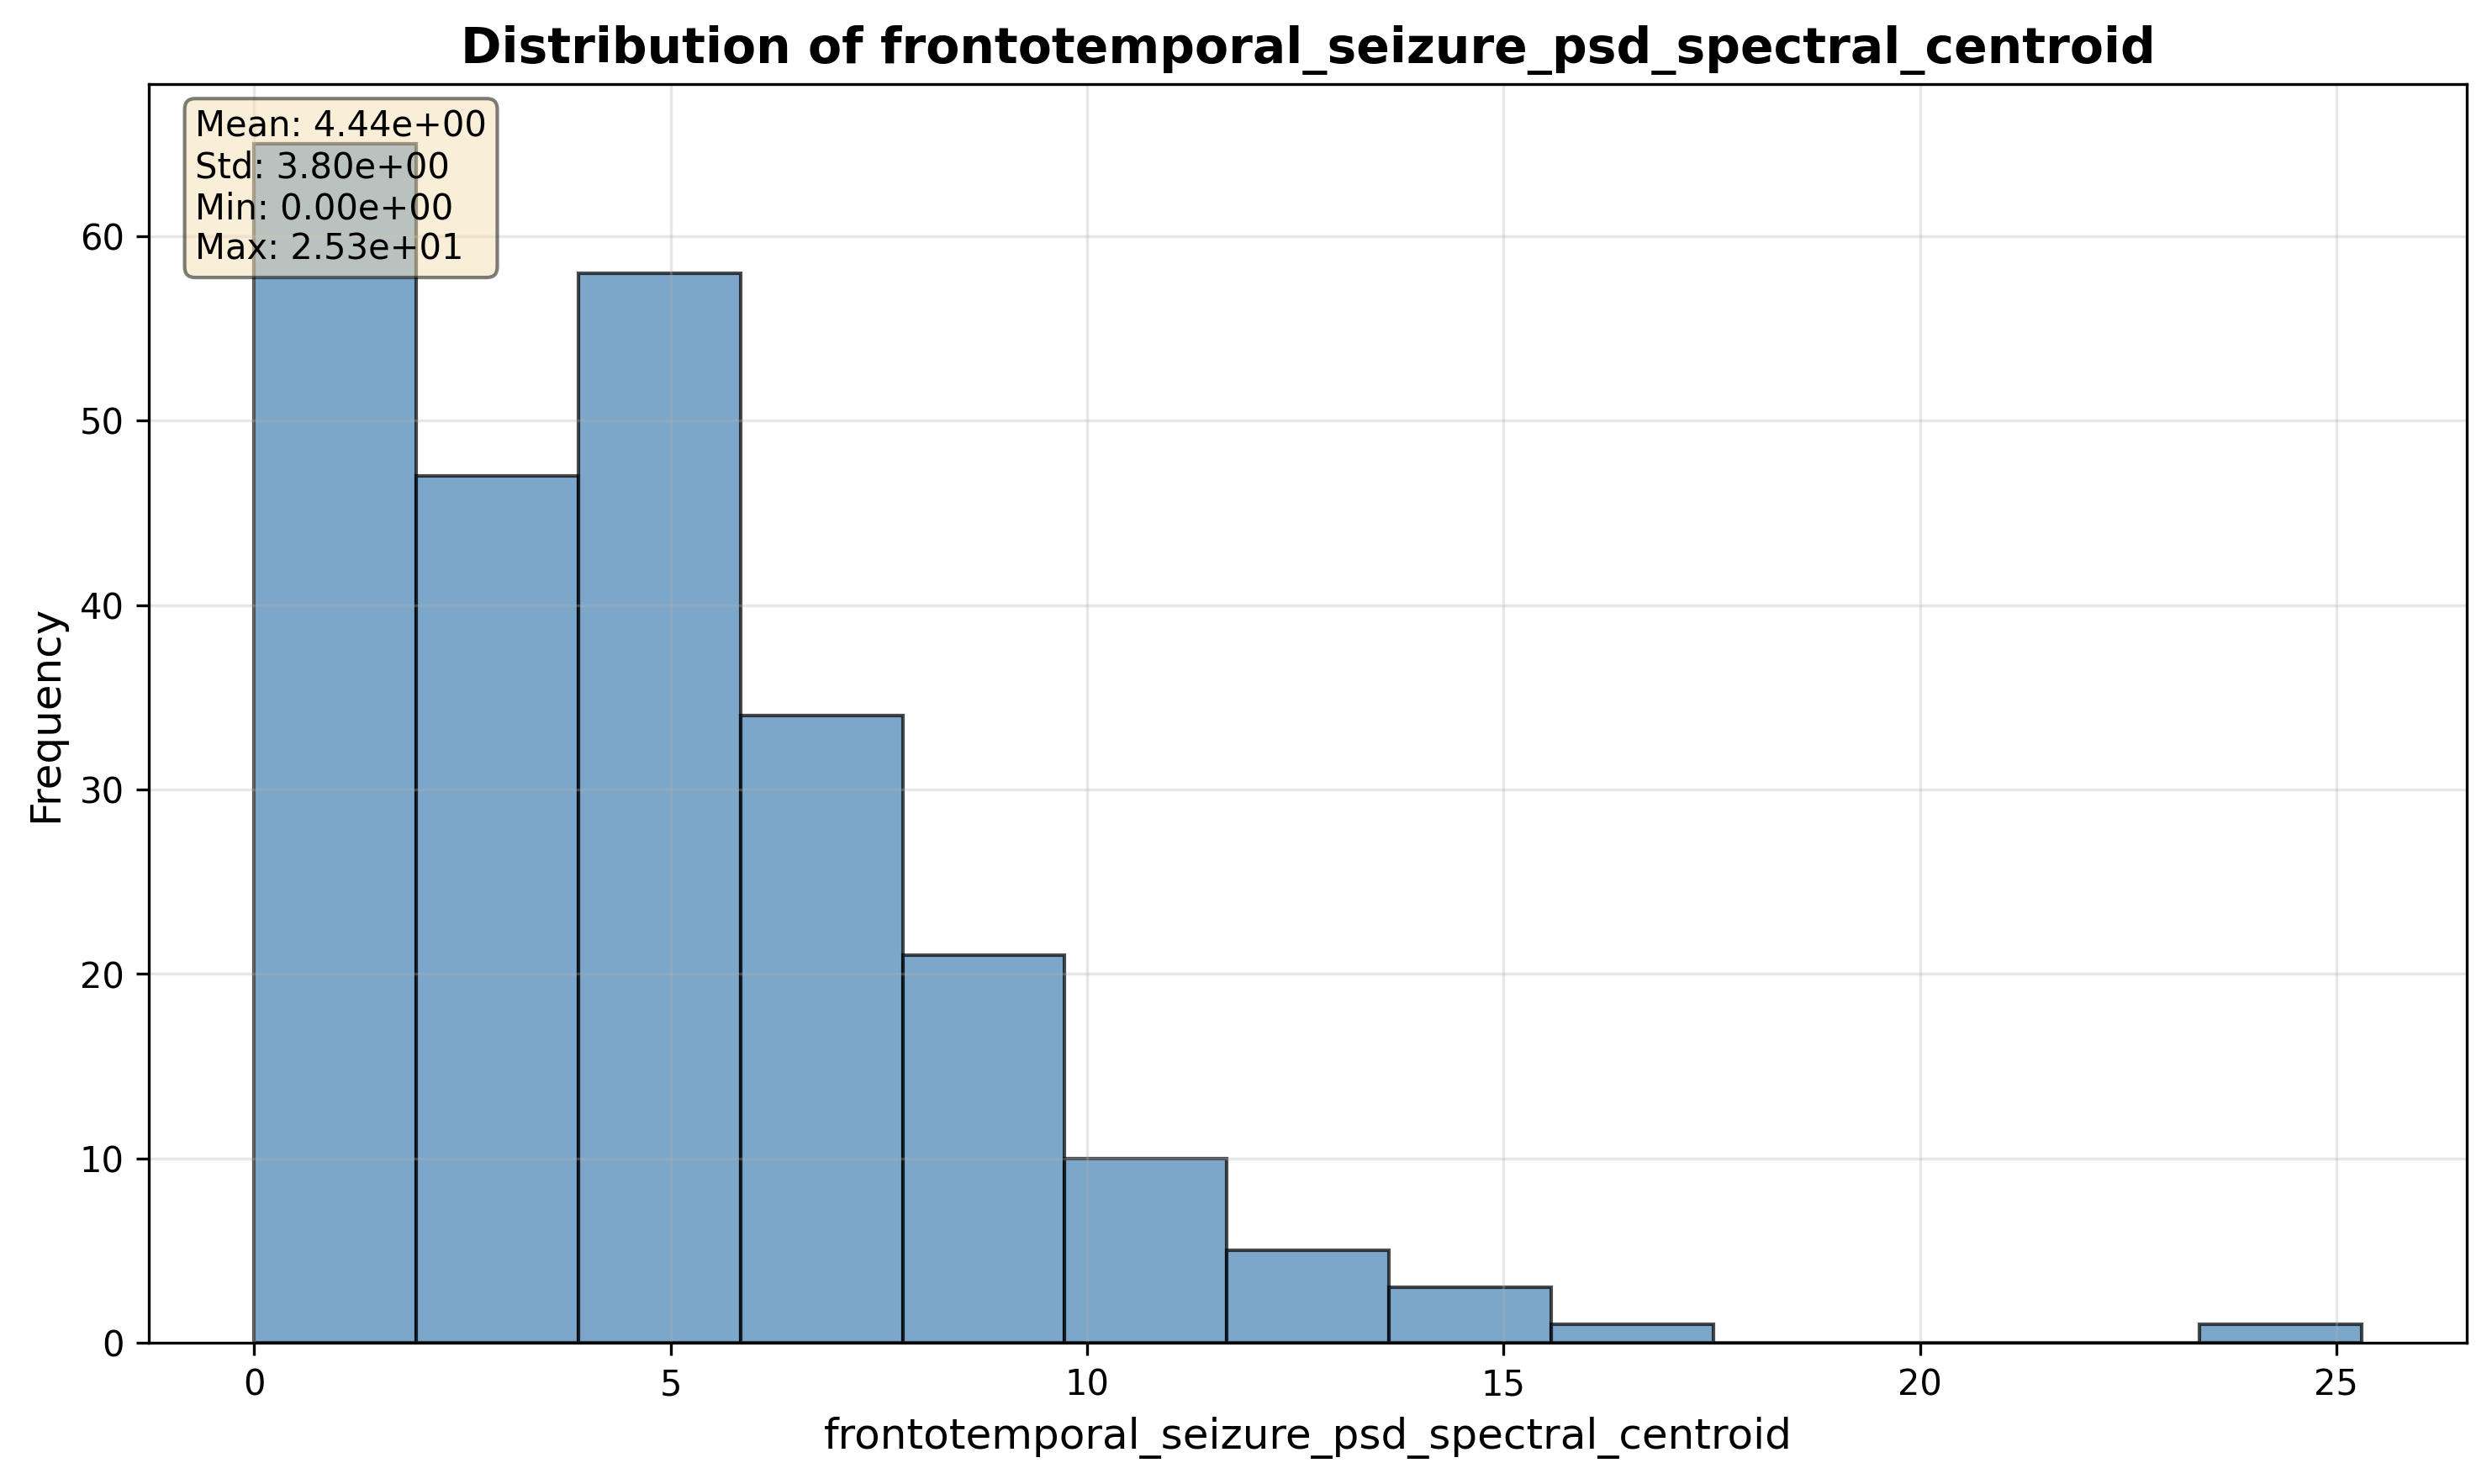 Distribution of frontotemporal_seizure_psd_spectral_centroid
Mean: 4.44e+00
Std: 3.80e+00
Min: 0.00e+00
Max: 2.53e+01
Frequency
60
50
40
30
20
10
0
0 5 10 15 20 25
frontotemporal_seizure_psd_spectral_centroid